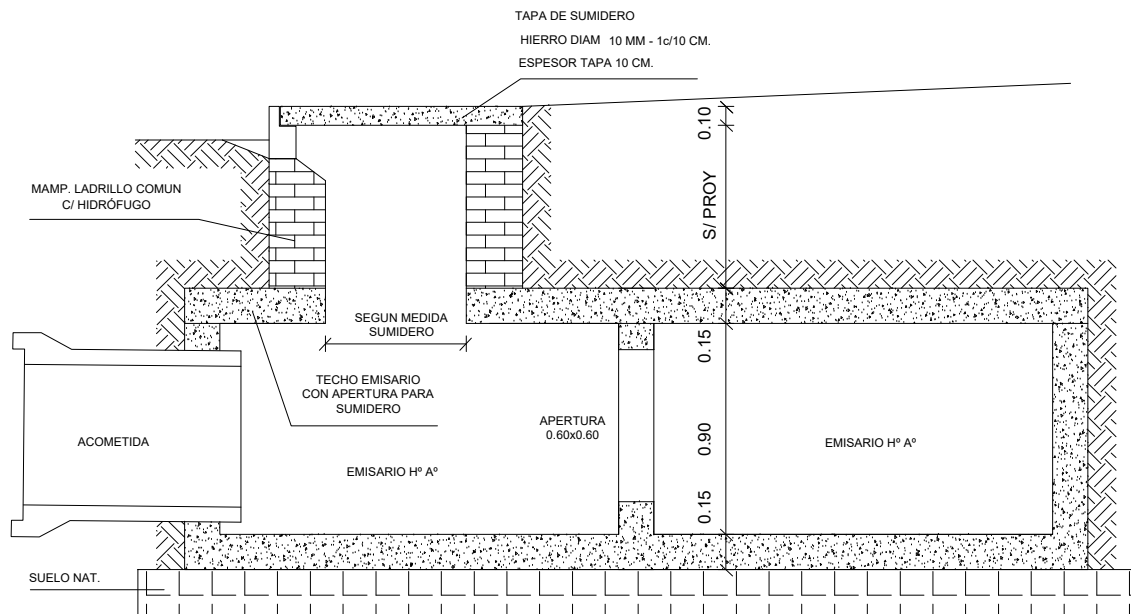 TAPA DE SUMIDERO
HIERRO DIAM 10 MM - 1c/10 CM.
ESPESOR TAPA 10 CM.
0.10
MAMP. LADRILLO COMUN
C/ HIDRÓFUGO
S/ PROY
SEGUN MEDIDA
SUMIDERO
0.15
TECHO EMISARIO
CON APERTURA PARA
SUMIDERO
APERTURA
0.60x0.60
ACOMETIDA
0.90
EMISARIO Hº Aº
EMISARIO Hº Aº
0.15
SUELO NAT.